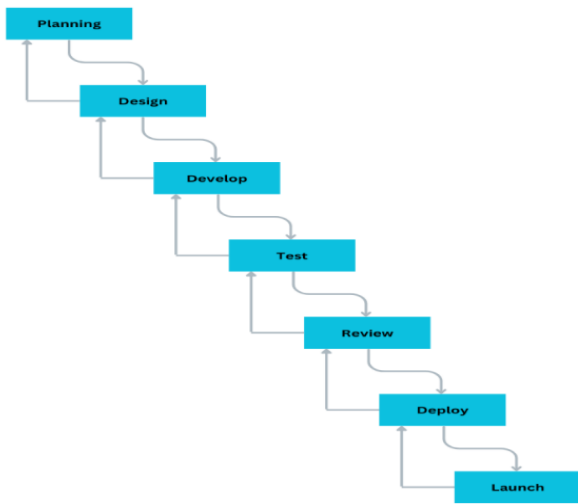 Planning
Design
Develop
Test
Review
Deploy
Launch